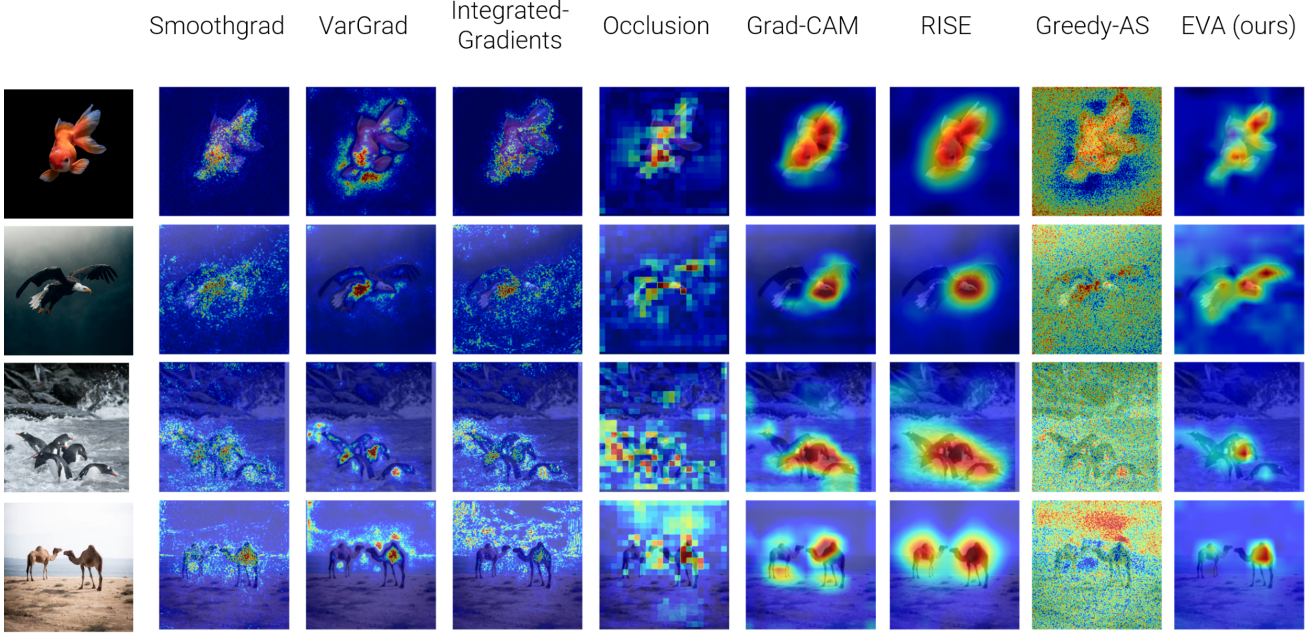 Smoothgrad
VarGrad
Integrated-
Gradients
Occlusion
Grad-CAM
RISE
Greedy-AS
EVA (ours)